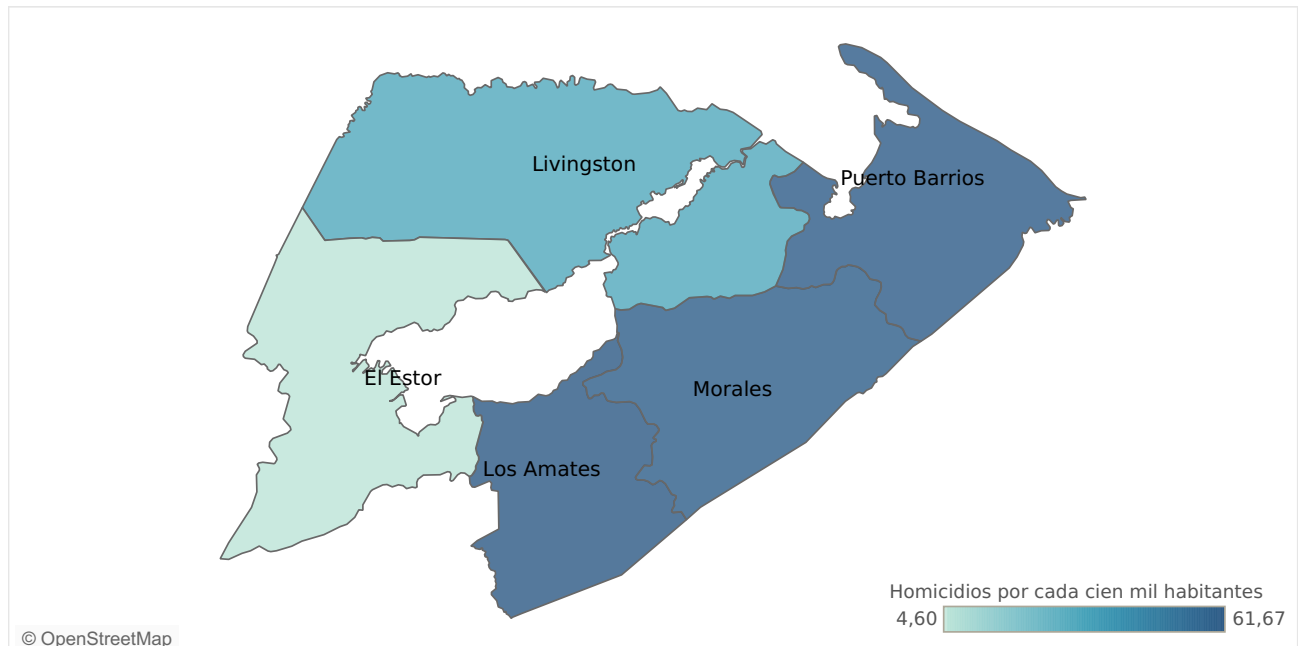 Livingston
Puerto Barrios
El Estor
Morales
Los Amates
Homicidios por cada cien mil habitantes
4,60 61,67
© OpenStreetMap